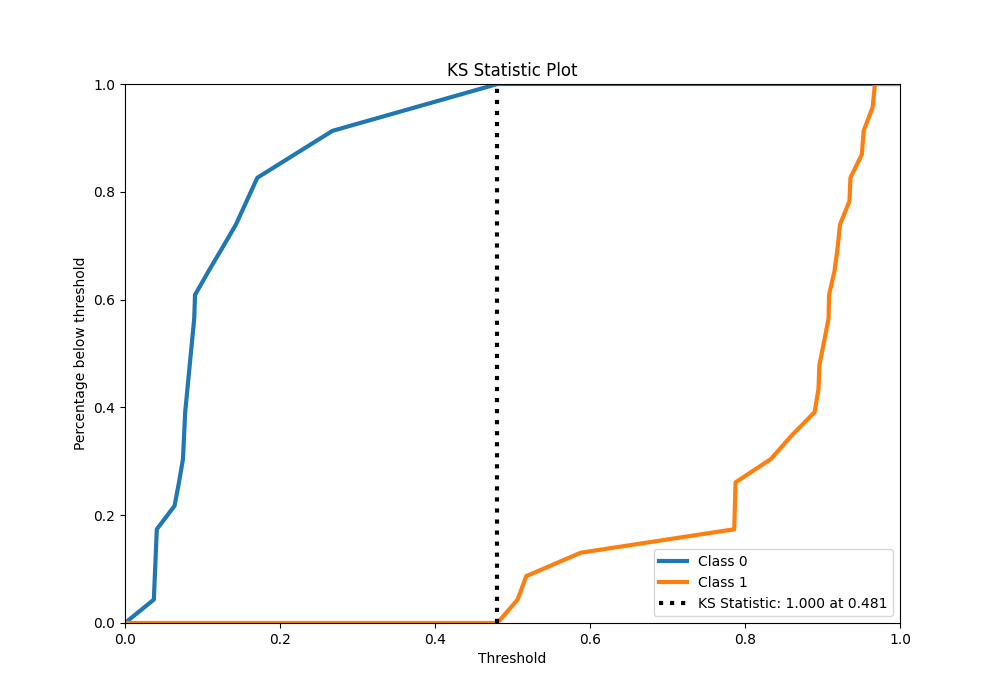 KS Statistic Plot
Percentage below threshold
1.0
0.8
0.6
0.4
0.2
0.0
0.0 0.2 0.4 0.6 0.8 1.0
Threshold
Class 0
Class 1
KS Statistic: 1.000 at 0.481